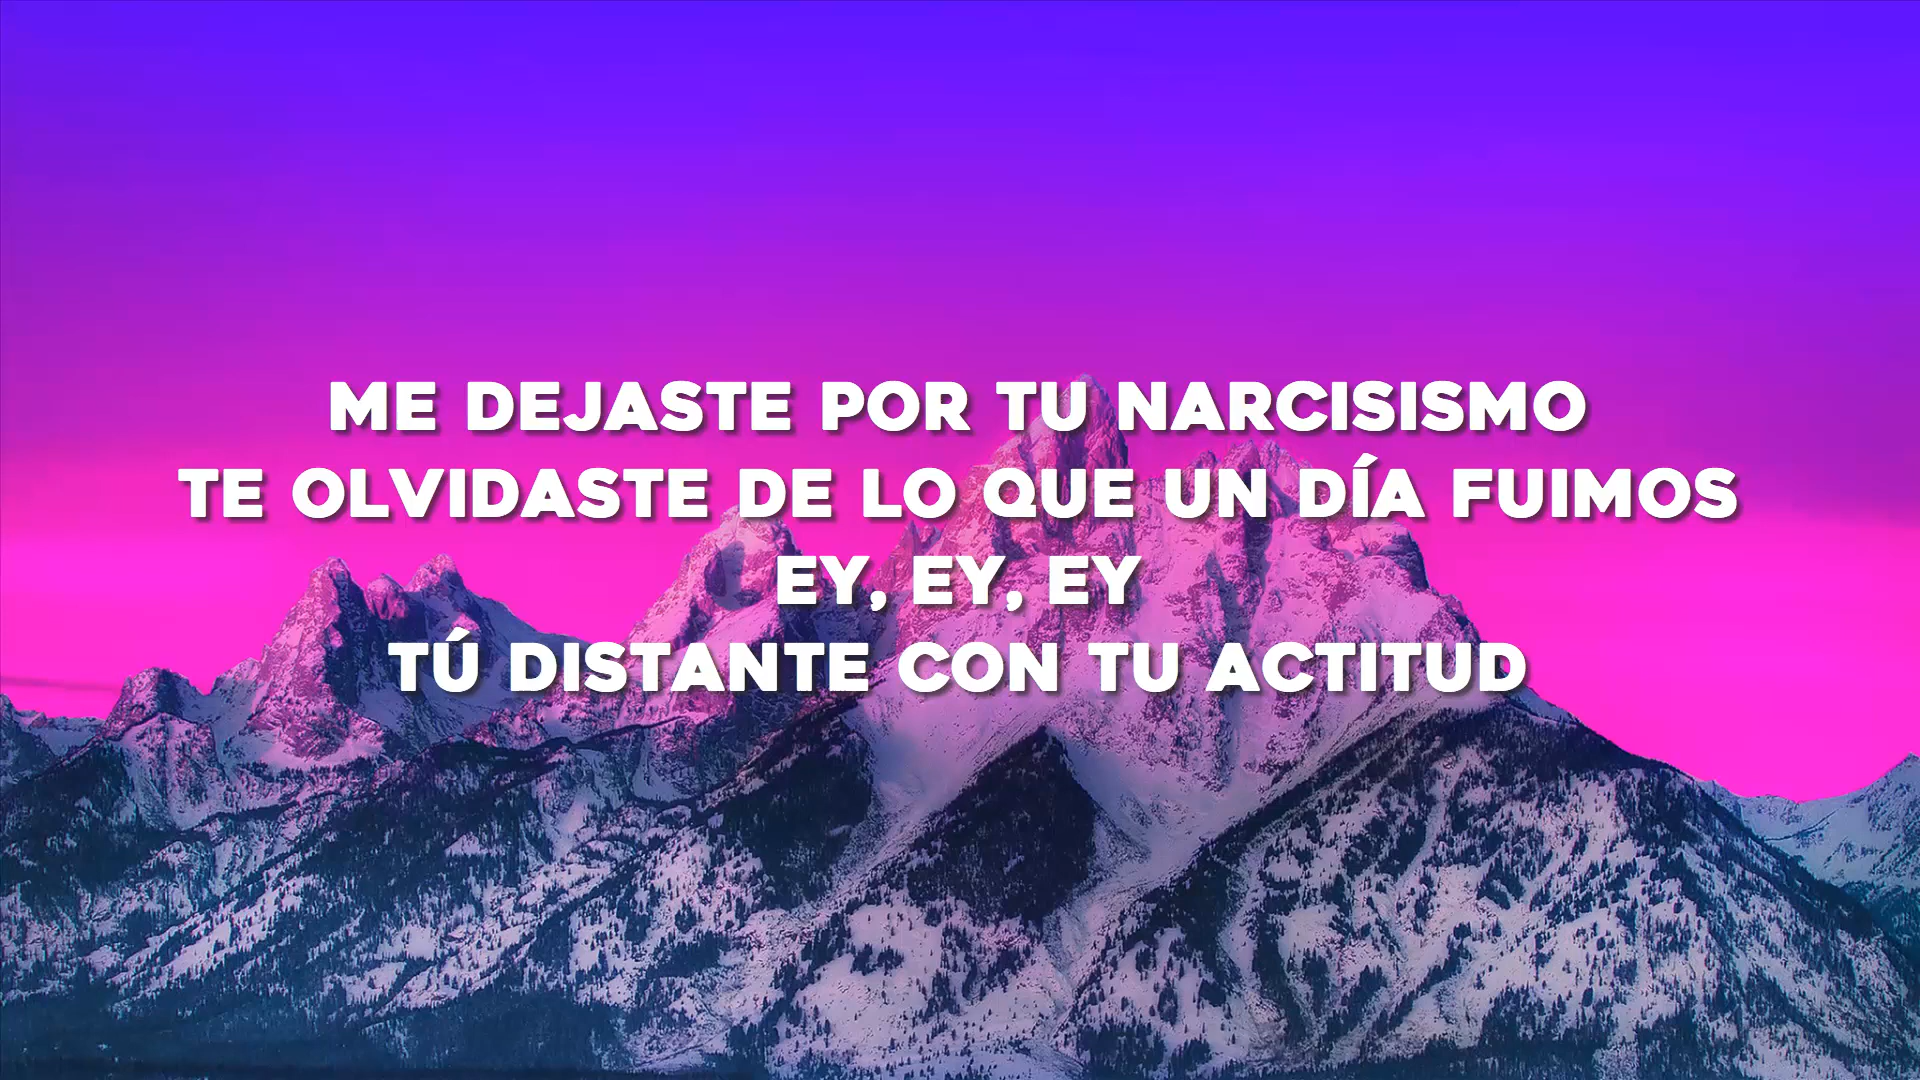 ME DEJASTE POR TU NARCISISMO
TE OLVIDASTE DE LO QUE UN DÍA FUIMOS
EY, EY, EY
TÚ DISTANTE CON TU ACTITUD